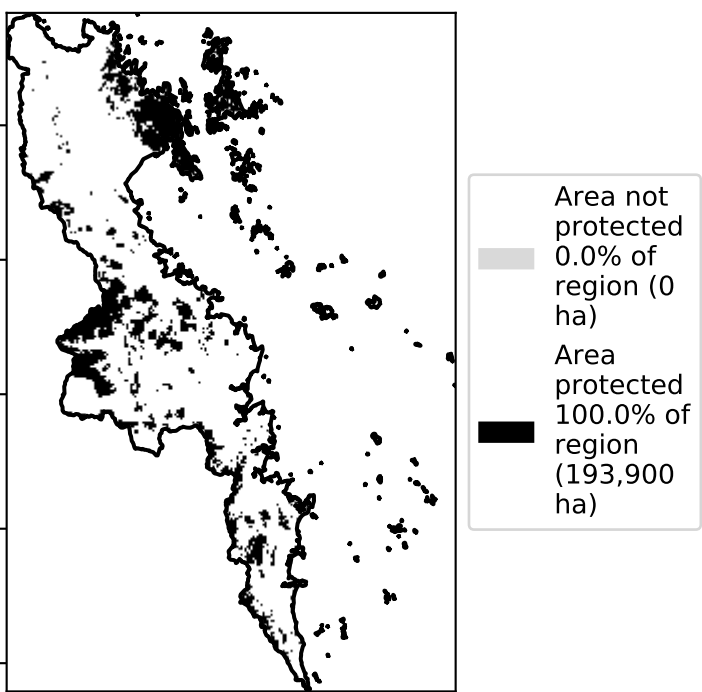 Area not
protected
0.0% of
region (0
ha)
Area
protected
100.0% of
region
(193,900
ha)